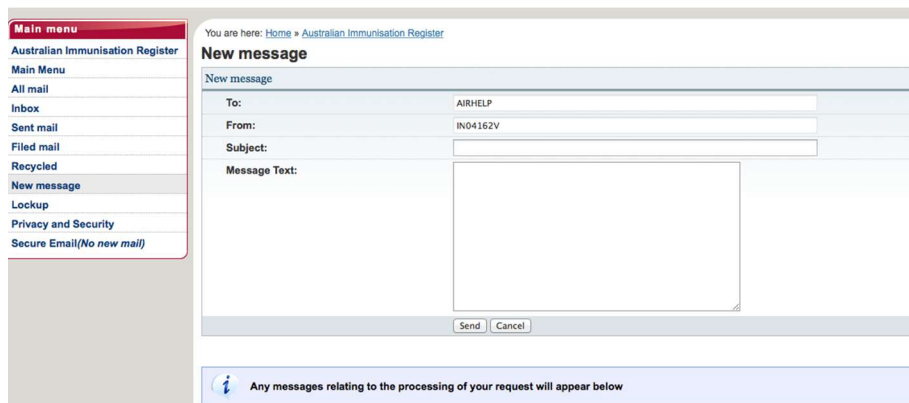 Main menu
Australian Immunisation Register
Main Menu
All mail
Inbox
Sent mail
Filed mail
Recycled
New message
Lockup
Privacy and Security
Secure Email(No new mail)
You are here: Home » Australian Immunisation Register
New message
New message
To: AIRHELP
From: IN04162V
Subject:
Message Text:
Send Cancel
i Any messages relating to the processing of your request will appear below